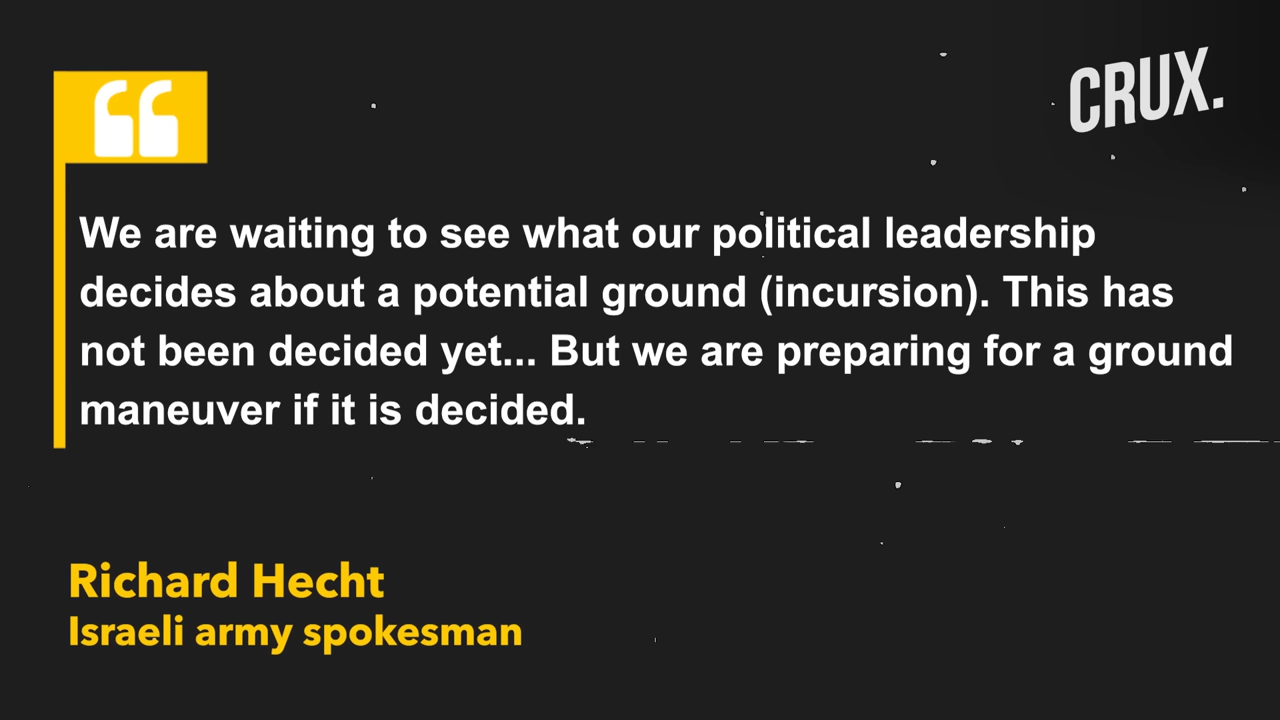 CRUX.
We are waiting to see what our political leadership
decides about a potential ground (incursion). This has
not been decided yet... But we are preparing for a ground
maneuver if it is decided.
Richard Hecht
Israeli army spokesman